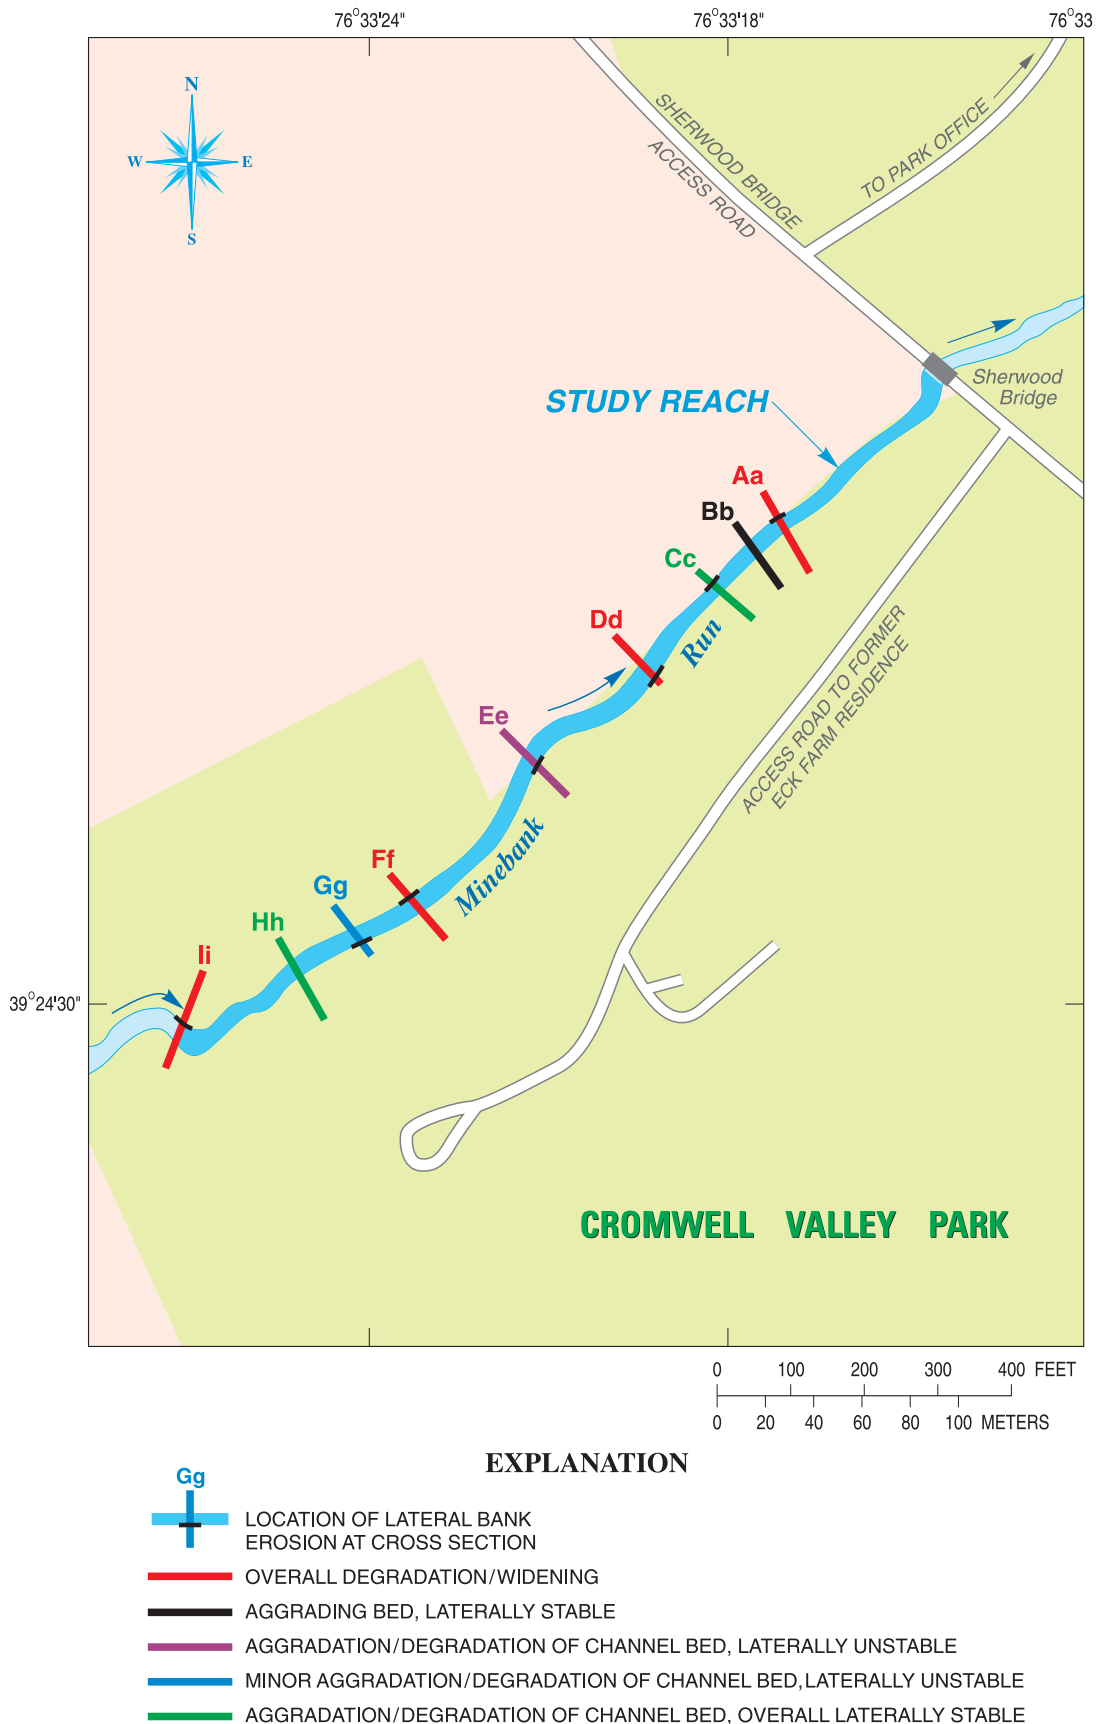 76°33'24" 76°33'18" 76°33
N
W E
S
SHERWOOD BRIDGE
ACCESS ROAD
TO PARK OFFICE
Sherwood
Bridge
STUDY REACH
Aa
Bb
Cc
Dd
Run
Ee
ACCESS ROAD TO FORMER
ECK FARM RESIDENCE
Minebank
Ff
Gg
Hh
Ii
39°24'30"
CROMWELL VALLEY PARK
0 100 200 300 400 FEET
0 20 40 60 80 100 METERS
EXPLANATION
Gg
LOCATION OF LATERAL BANK
EROSION AT CROSS SECTION
OVERALL DEGRADATION/WIDENING
AGGRADING BED, LATERALLY STABLE
AGGRADATION/DEGRADATION OF CHANNEL BED, LATERALLY UNSTABLE
MINOR AGGRADATION/DEGRADATION OF CHANNEL BED, LATERALLY UNSTABLE
AGGRADATION/DEGRADATION OF CHANNEL BED, OVERALL LATERALLY STABLE